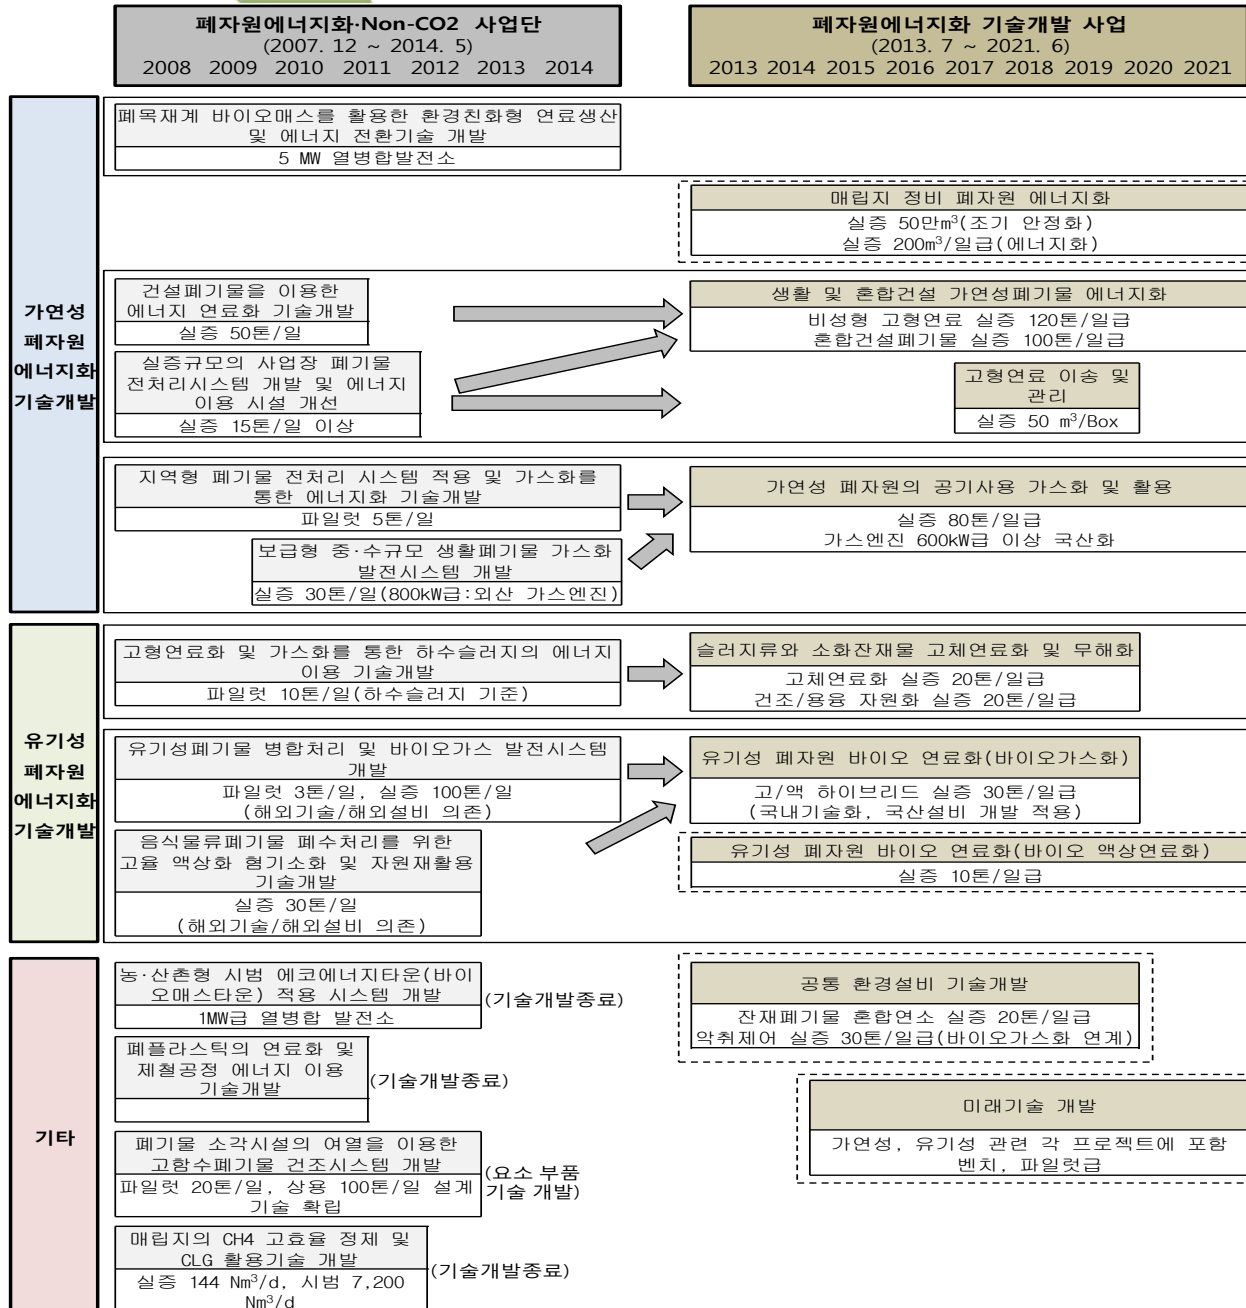 폐자원에너지화·Non-CO2 사업단
(2007. 12 ~ 2014. 5)
2008 2009 2010 2011 2012 2013 2014
폐자원에너지화 기술개발 사업
(2013. 7 ~ 2021. 6)
2013 2014 2015 2016 2017 2018 2019 2020 2021
가연성
폐자원
에너지화
기술개발
폐목재계 바이오매스를 활용한 환경친화형 연료생산
및 에너지 전환기술 개발
5 MW 열병합발전소
매립지 정비 폐자원 에너지화
실증 50만m³(조기 안정화)
실증 200m³/일급(에너지화)
건설폐기물을 이용한
에너지 연료화 기술개발
실증 50톤/일
생활 및 혼합건설 가연성폐기물 에너지화
비성형 고형연료 실증 120톤/일급
혼합건설폐기물 실증 100톤/일급
실증규모의 사업장 폐기물
전처리시스템 개발 및 에너지
이용 시설 개선
실증 15톤/일 이상
고형연료 이송 및
관리
실증 50 m³/Box
지역형 폐기물 전처리 시스템 적용 및 가스화를
통한 에너지화 기술개발
파일럿 5톤/일
가연성 폐자원의 공기사용 가스화 및 활용
실증 80톤/일급
가스엔진 600kW급 이상 국산화
보급형 중·수규모 생활폐기물 가스화
발전시스템 개발
실증 30톤/일(800kW급:외산 가스엔진)
유기성
폐자원
에너지화
기술개발
고형연료화 및 가스화를 통한 하수슬러지의 에너지
이용 기술개발
파일럿 10톤/일(하수슬러지 기준)
슬러지류와 소화잔재물 고체연료화 및 무해화
고체연료화 실증 20톤/일급
건조/용융 자원화 실증 20톤/일급
유기성폐기물 병합처리 및 바이오가스 발전시스템
개발
파일럿 3톤/일, 실증 100톤/일
(해외기술/해외설비 의존)
유기성 폐자원 바이오 연료화(바이오가스화)
고/액 하이브리드 실증 30톤/일급
(국내기술화, 국산설비 개발 적용)
음식물류폐기물 폐수처리를 위한
고율 액상화 혐기소화 및 자원재활용
기술개발
실증 30톤/일
(해외기술/해외설비 의존)
유기성 폐자원 바이오 연료화(바이오 액상연료화)
실증 10톤/일급
기타
농·산촌형 시범 에코에너지타운(바이
오매스타운) 적용 시스템 개발
1MW급 열병합 발전소
(기술개발종료)
공통 환경설비 기술개발
잔재폐기물 혼합연소 실증 20톤/일급
악취제어 실증 30톤/일급(바이오가스화 연계)
폐플라스틱의 연료화 및
제철공정 에너지 이용
기술개발
(기술개발종료)
미래기술 개발
가연성, 유기성 관련 각 프로젝트에 포함
벤치, 파일럿급
폐기물 소각시설의 여열을 이용한
고함수폐기물 건조시스템 개발
파일럿 20톤/일, 상용 100톤/일 설계
기술 확립
(요소 부품
기술 개발)
매립지의 CH4 고효율 정제 및
CLG 활용기술 개발
실증 144 Nm³/d, 시범 7,200
Nm³/d
(기술개발종료)